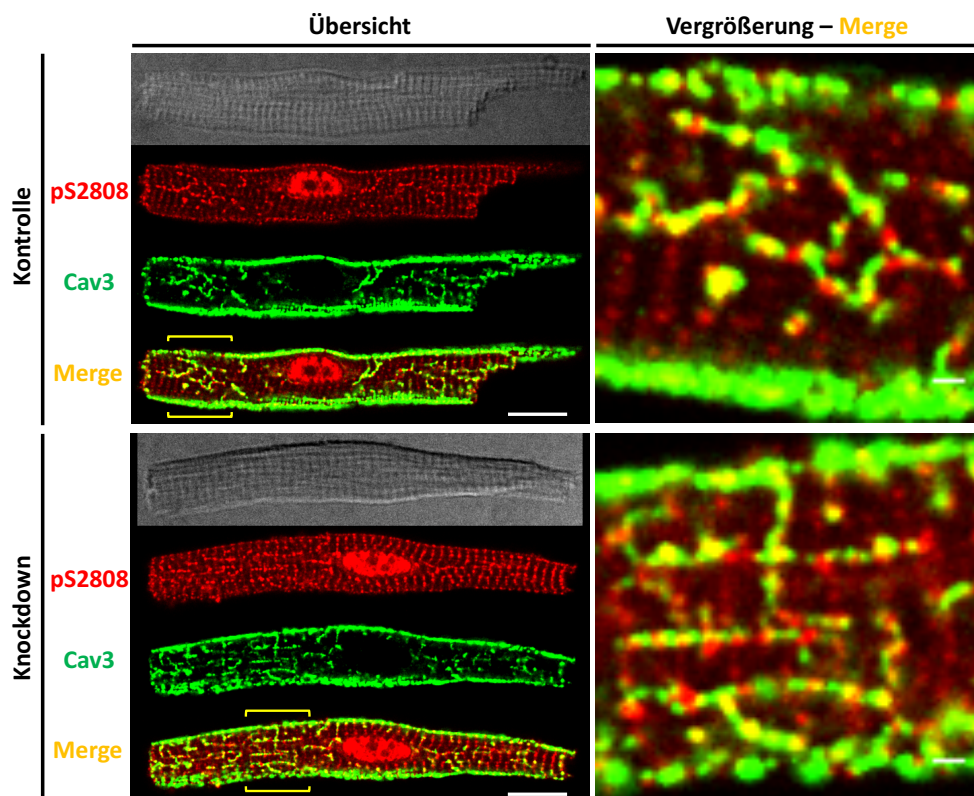 Übersicht
Vergrößerung – Merge
Kontrolle
pS2808
Cav3
Merge
Knockdown
pS2808
Cav3
Merge